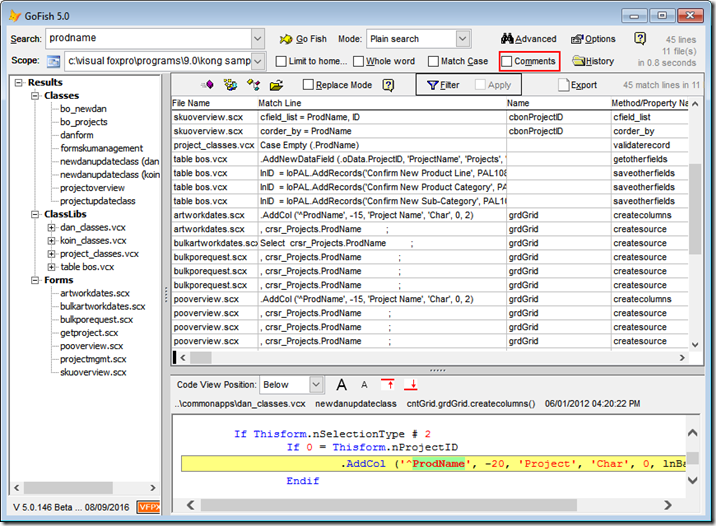 GoFish 5.0
Search: prodname Go Fish Mode: Plain search Advanced Options 45 lines
11 file(s)
Scope: c:\visual foxpro\programs\9.0\kong samp Limit to home... Whole word Match Case Comments History in 0.8 seconds
Replace Mode Filter Apply Export 45 match lines in 11
Results
Classes
bo_newdan
bo_projects
danform
formskumanagement
newdanupdateclass (dan
newdanupdateclass (koin
projectoverview
projectupdateclass
ClassLibs
dan_classes.vcx
koin_classes.vcx
project_classes.vcx
table bos.vcx
Forms
artworkdates.scx
bulkartworkdates.scx
bulkporequest.scx
getproject.scx
pooverview.scx
projectmgmt.scx
skuoverview.scx
File Name Match Line Name Method/Property Na
skuoverview.scx cfield_list = ProdName, ID cbonProjectID cfield_list
skuoverview.scx corder_by = ProdName cbonProjectID corder_by
project_classes.vcx Case Empty (.ProdName) validaterecord
table bos.vcx .AddNewDataField (.oData.ProjectID, 'ProjectName', 'Projects', ' getotherfields
table bos.vcx lnID = loPAL.AddRecords('Confirm New Product Line', PAL108 saveotherfields
table bos.vcx lnID = loPAL.AddRecords('Confirm New Product Category', PAL saveotherfields
table bos.vcx lnID = loPAL.AddRecords('Confirm New Sub-Category', PAL10 saveotherfields
artworkdates.scx .AddCol ('^ProdName', -15, 'Project Name', 'Char', 0, 2) grdGrid createcolumns
artworkdates.scx , crsr_Projects.ProdName ; grdGrid createsource
bulkartworkdates.scx Select crsr_Projects.ProdName ; grdGrid createsource
bulkporequest.scx , crsr_Projects.ProdName ; grdGrid createsource
bulkporequest.scx , crsr_Projects.ProdName ; grdGrid createsource
pooverview.scx .AddCol ('^ProdName', -15, 'Project Name', 'Char', 0, 2) grdGrid createcolumns
pooverview.scx , crsr_Projects.ProdName ; grdGrid createsource
pooverview.scx , crsr_Projects.ProdName ; grdGrid createsource
pooverview.scx , crsr_Projects.ProdName ; grdGrid createsource
Code View Position: Below A A
..\commonapps\dan_classes.vcx newdanupdateclass cntGrid.grdGrid.createcolumns() 06/01/2012 04:20:22 PM
If Thisform.nSelectionType # 2
If 0 = Thisform.nProjectID
.AddCol ('^ProdName', -20, 'Project', 'Char', 0, lnBa
Endif
V 5.0.146 Beta ... 08/09/2016 VFPX